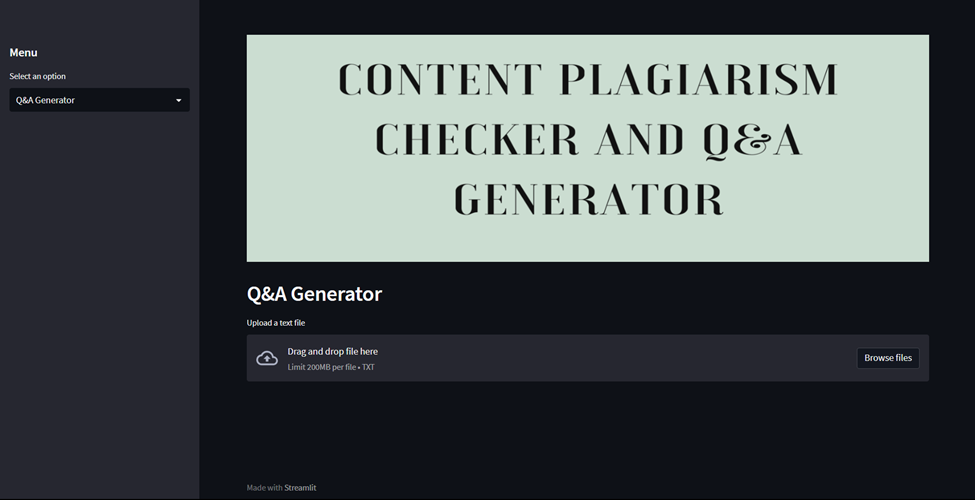 Menu
Select an option
Q&A Generator
CONTENT PLAGIARISM
CHECKER AND Q&A
GENERATOR
Q&A Generator
Upload a text file
Drag and drop file here
Limit 200MB per file • TXT
Browse files
Made with Streamlit